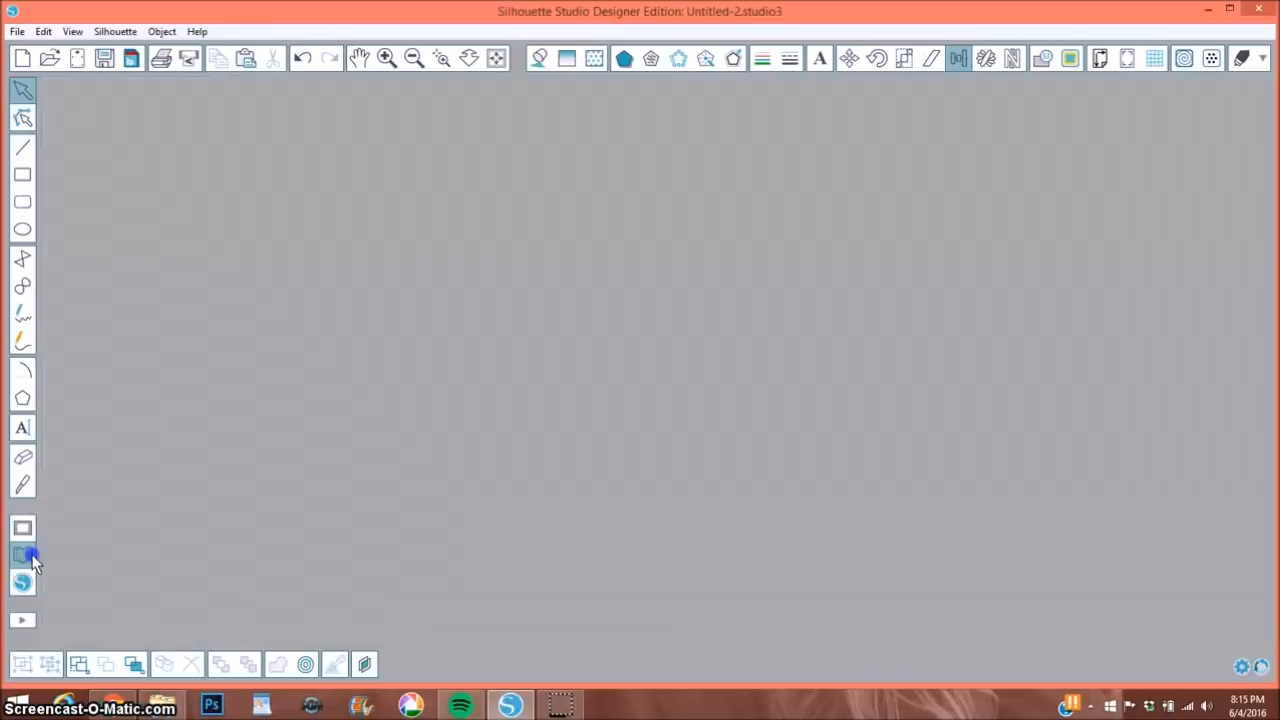 Silhouette Studio Designer Edition: Untitled-2.studio3
File Edit View Silhouette Object Help
A
A
S
Ps
S
8:15 PM
6/4/2016
Screencast-O-Matic.com